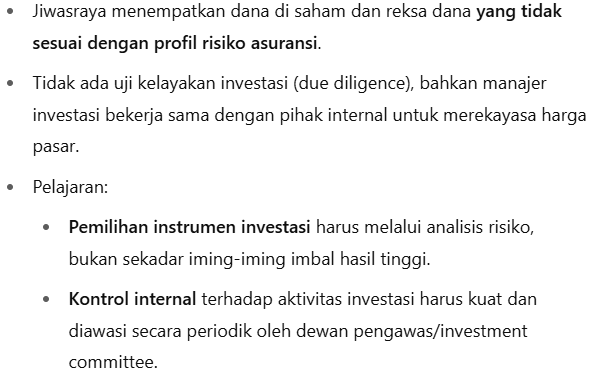 • Jiwasraya menempatkan dana di saham dan reksa dana yang tidak
sesuai dengan profil risiko asuransi.
• Tidak ada uji kelayakan investasi (due diligence), bahkan manajer
investasi bekerja sama dengan pihak internal untuk merekayasa harga
pasar.
• Pelajaran:
• Pemilihan instrumen investasi harus melalui analisis risiko,
bukan sekadar iming-iming imbal hasil tinggi.
• Kontrol internal terhadap aktivitas investasi harus kuat dan
diawasi secara periodik oleh dewan pengawas/investment
committee.